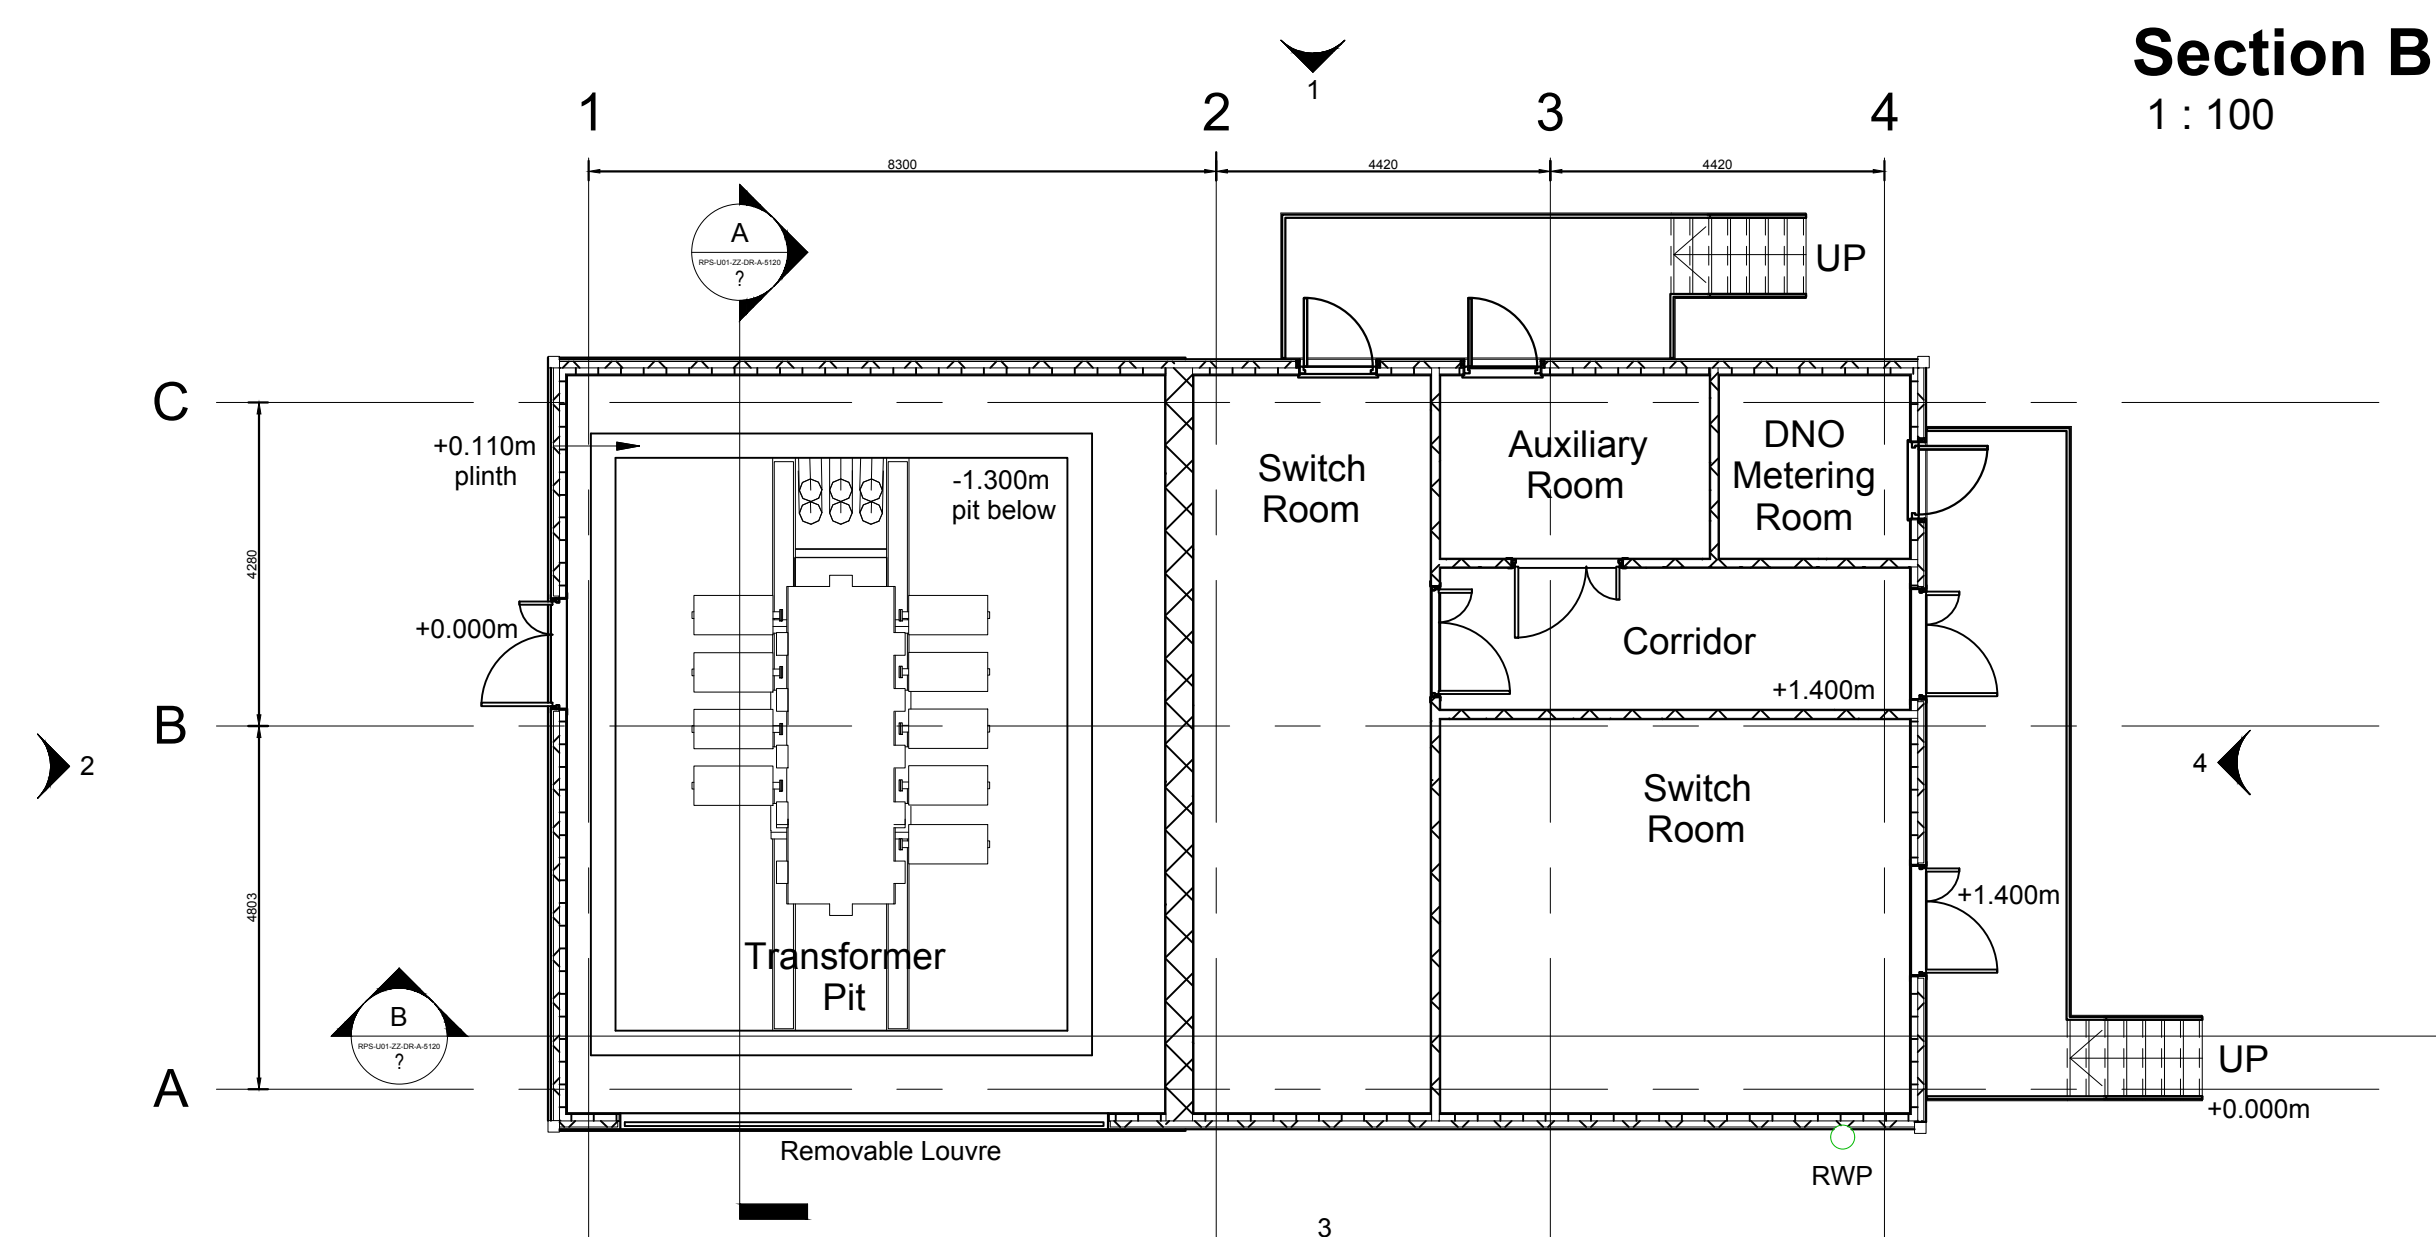 Section B
1 : 100
1
1
2
3
4
8300
4420
4420
A
RPS-U01-ZZ-DR-A-5120
?
UP
C
+0.110m
plinth
-1.300m
pit below
Switch
Room
Auxiliary
Room
DNO
Metering
Room
4280
+0.000m
Corridor
+1.400m
B
2
4
Switch
Room
4803
+1.400m
Transformer
Pit
B
RPS-U01-ZZ-DR-A-5120
?
UP
A
+0.000m
Removable Louvre
RWP
3